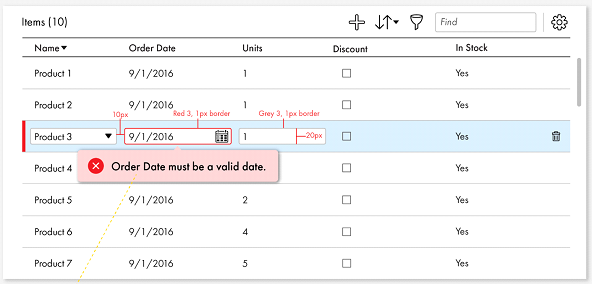 Items (10) Find
Name Order Date Units Discount In Stock
Product 1 9/1/2016 1 Yes
Product 2 9/1/2016 1 Yes
10px Red 3, 1px border Grey 3, 1px border
Product 3 9/1/2016 1 20px Yes
Product 4 Yes
Order Date must be a valid date.
Product 5 9/1/2016 2 Yes
Product 6 9/1/2016 4 Yes
Product 7 9/1/2016 5 Yes